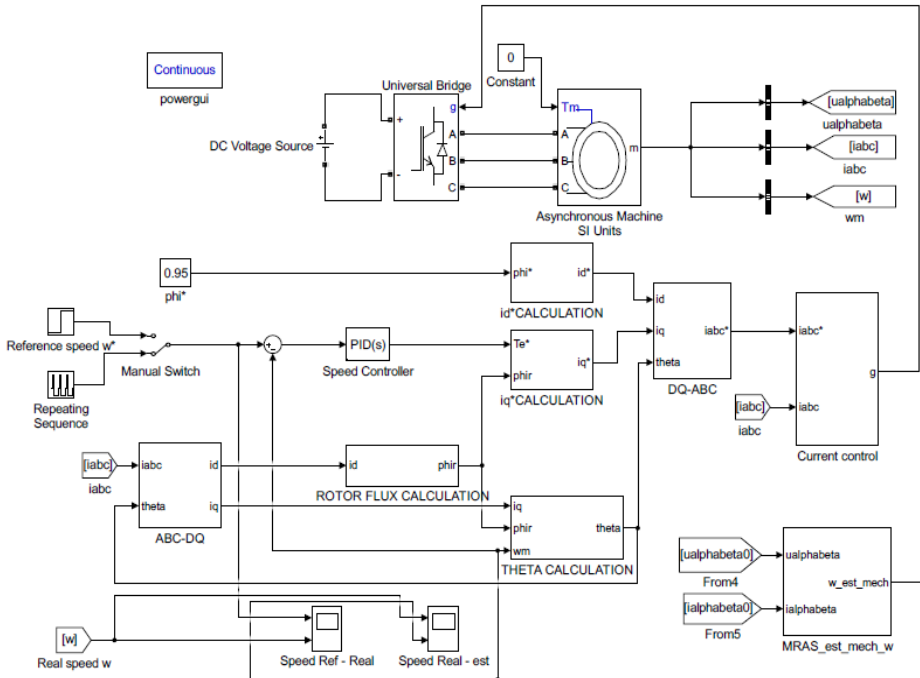 Continuous
powergui
DC Voltage Source
Universal Bridge
+
-
g
A
B
C
0
Constant
Tm
A
B
C
m
Asynchronous Machine
SI Units
[ualphabeta]
ualphabeta
[iabc]
iabc
[w]
wm
0.95
phi*
phi*
id*
id*CALCULATION
Reference speed w*
Repeating
Sequence
Manual Switch
+
-
PID(s)
Speed Controller
Te*
phir
iq*
iq*CALCULATION
id
iq
theta
iabc*
DQ-ABC
[iabc]
iabc
iabc*
iabc
g
Current control
[iabc]
iabc
iabc
theta
id
iq
ABC-DQ
id
phir
ROTOR FLUX CALCULATION
iq
phir
wm
theta
THETA CALCULATION
[w]
Real speed w
Speed Ref - Real
Speed Real - est
[ualphabeta0]
From4
[ialphabeta0]
From5
ualphabeta
ialphabeta
w_est_mech
MRAS_est_mech_w